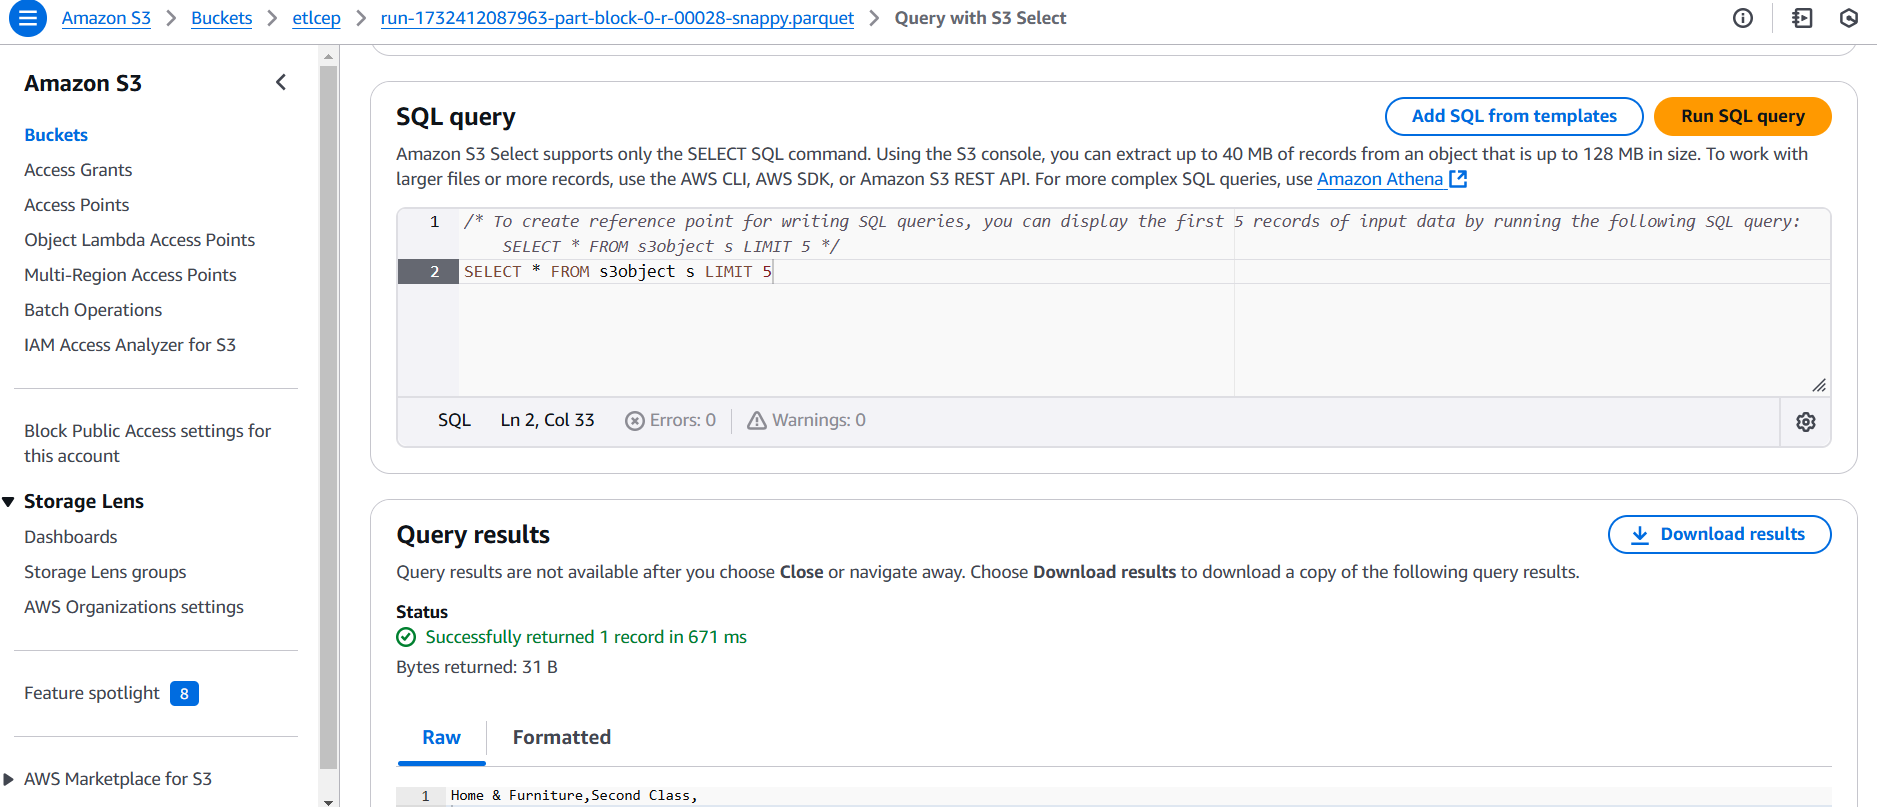 Amazon S3 > Buckets > etlcep > run-1732412087963-part-block-0-r-00028-snappy.parquet > Query with S3 Select
Amazon S3
Buckets
Access Grants
Access Points
Object Lambda Access Points
Multi-Region Access Points
Batch Operations
IAM Access Analyzer for S3
Block Public Access settings for
this account
Storage Lens
Dashboards
Storage Lens groups
AWS Organizations settings
Feature spotlight 8
AWS Marketplace for S3
SQL query
Add SQL from templates
Run SQL query
Amazon S3 Select supports only the SELECT SQL command. Using the S3 console, you can extract up to 40 MB of records from an object that is up to 128 MB in size. To work with
larger files or more records, use the AWS CLI, AWS SDK, or Amazon S3 REST API. For more complex SQL queries, use Amazon Athena
1 /* To create reference point for writing SQL queries, you can display the first 5 records of input data by running the following SQL query:
SELECT * FROM s3object s LIMIT 5 */
2 SELECT * FROM s3object s LIMIT 5
SQL Ln 2, Col 33 Errors: 0 Warnings: 0
Query results
Download results
Query results are not available after you choose Close or navigate away. Choose Download results to download a copy of the following query results.
Status
Successfully returned 1 record in 671 ms
Bytes returned: 31 B
Raw Formatted
1 Home & Furniture,Second Class,